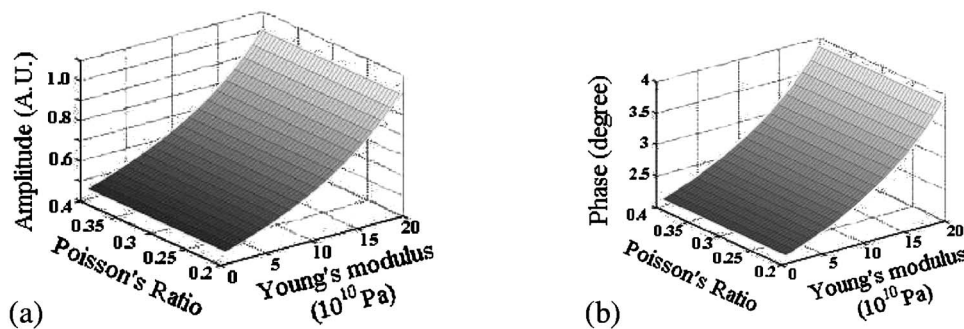 Amplitude (A.U.)
1.0
0.8
0.6
0.4
0.35
0.3
0.25
0.2
Poisson's Ratio
0
5
10
15
20
Young's modulus
(10^10 Pa)
(a)
Phase (degree)
4
3.5
3
2.5
0.4
0.35
0.3
0.25
0.2
Poisson's Ratio
0
5
10
15
20
Young's modulus
(10^10 Pa)
(b)